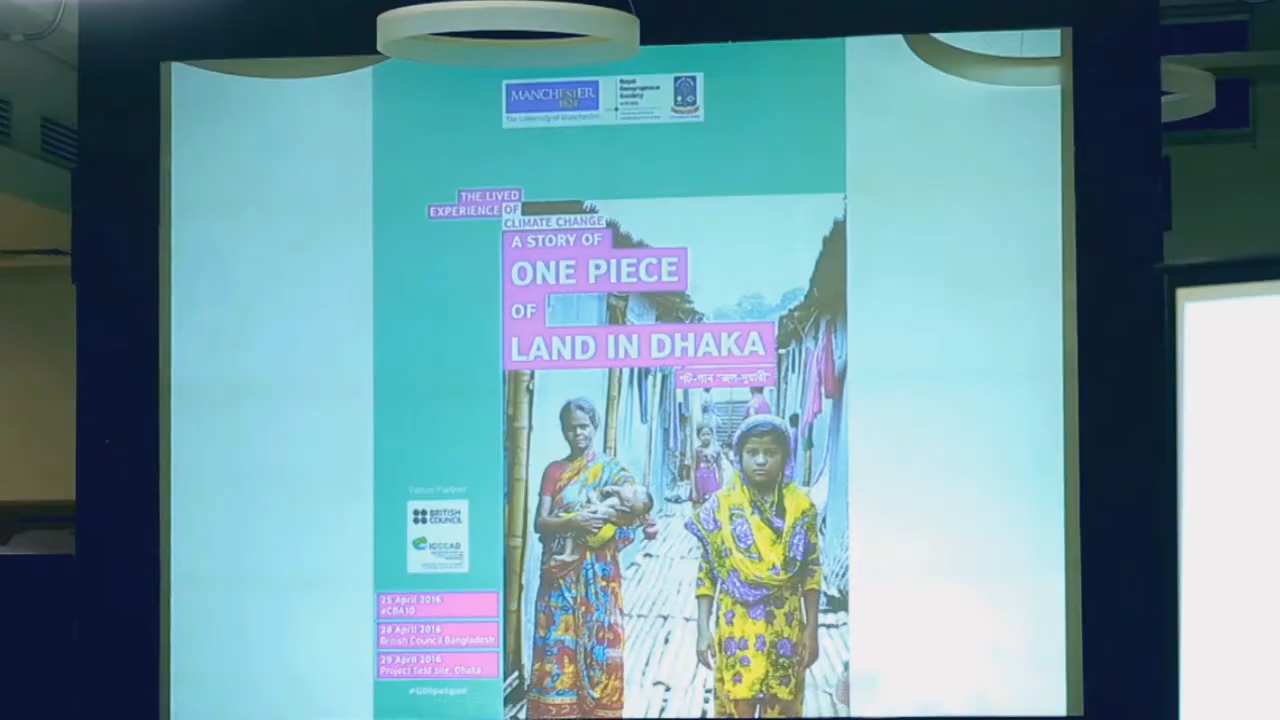 MANCHESTER
1824
The University of Manchester
Royal
Geographical
Society
THE LIVED
EXPERIENCE OF
CLIMATE CHANGE
A STORY OF
ONE PIECE
OF
LAND IN DHAKA
পট-গান "জল-দুয়ারী"
BRITISH
COUNCIL
ICCCAD
25 April 2016
#CBA10
28 April 2016
British Council Bangladesh
29 April 2016
Project field site, Dhaka